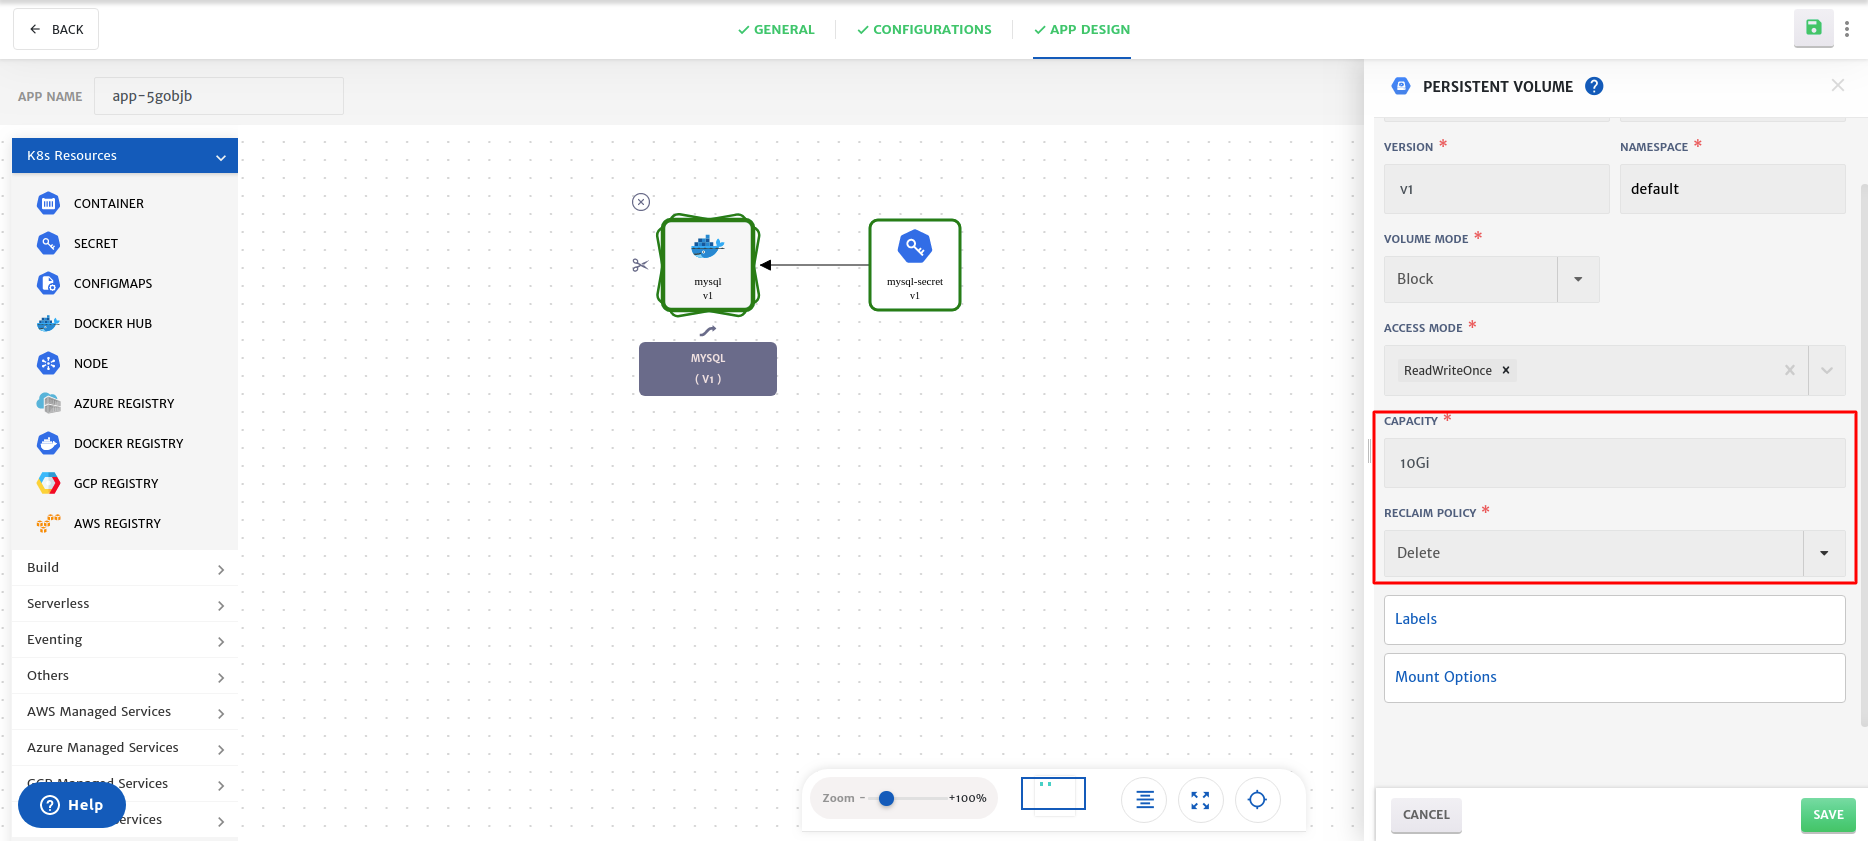 BACK
GENERAL
CONFIGURATIONS
APP DESIGN
APP NAME
app-5gobjb
K8s Resources
CONTAINER
SECRET
CONFIGMAPS
DOCKER HUB
NODE
AZURE REGISTRY
DOCKER REGISTRY
GCP REGISTRY
AWS REGISTRY
Build
Serverless
Eventing
Others
AWS Managed Services
Azure Managed Services
Services
Help
mysql
v1
mysql-secret
v1
MYSQL
( V1 )
Zoom - +100%
PERSISTENT VOLUME ?
VERSION *
NAMESPACE *
v1
default
VOLUME MODE *
Block
ACCESS MODE *
ReadWriteOnce
CAPACITY *
10Gi
RECLAIM POLICY *
Delete
Labels
Mount Options
CANCEL
SAVE